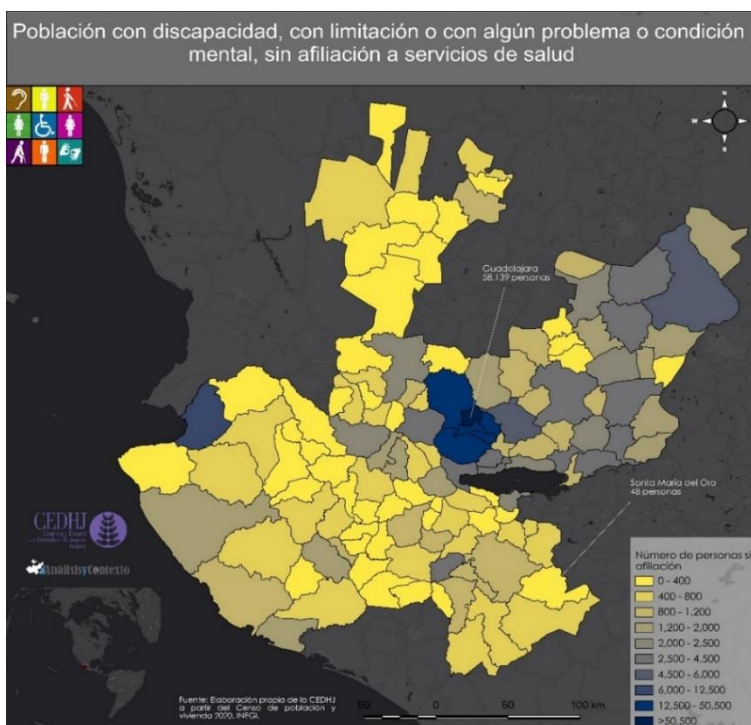 Población con discapacidad, con limitación o con algún problema o condición
mental, sin afiliación a servicios de salud
N
W
E
S
Guadalajara
58,139 personas
Santa María del Oro
48 personas
CEDHJ
AnálisisyContexto
Número de personas si
afiliación
0 - 400
400 - 800
800 - 1,200
1,200 - 2,000
2,000 - 2,500
2,500 - 4,500
4,500 - 6,000
6,000 - 12,500
12,500 - 50,500
>50,500
Fuente: Elaboración propia de la CEDHJ
a partir del Censo de población y
vivienda 2020, INEGI.
50 0 50 100 km